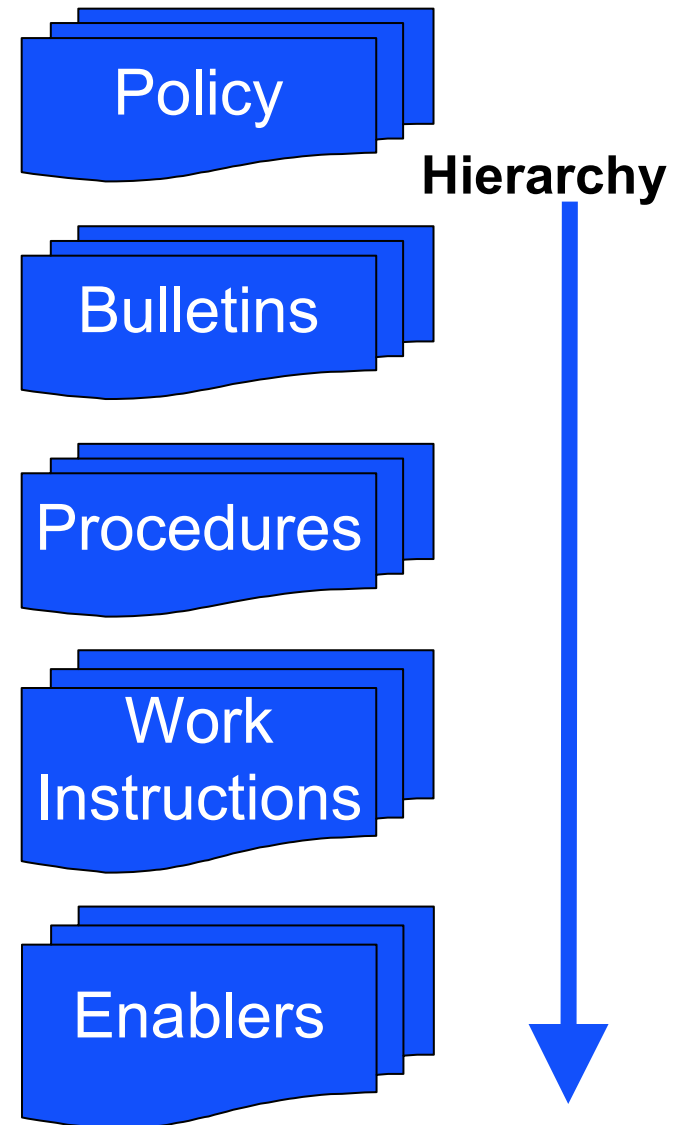 Policy
Hierarchy
Bulletins
Procedures
Work
Instructions
Enablers